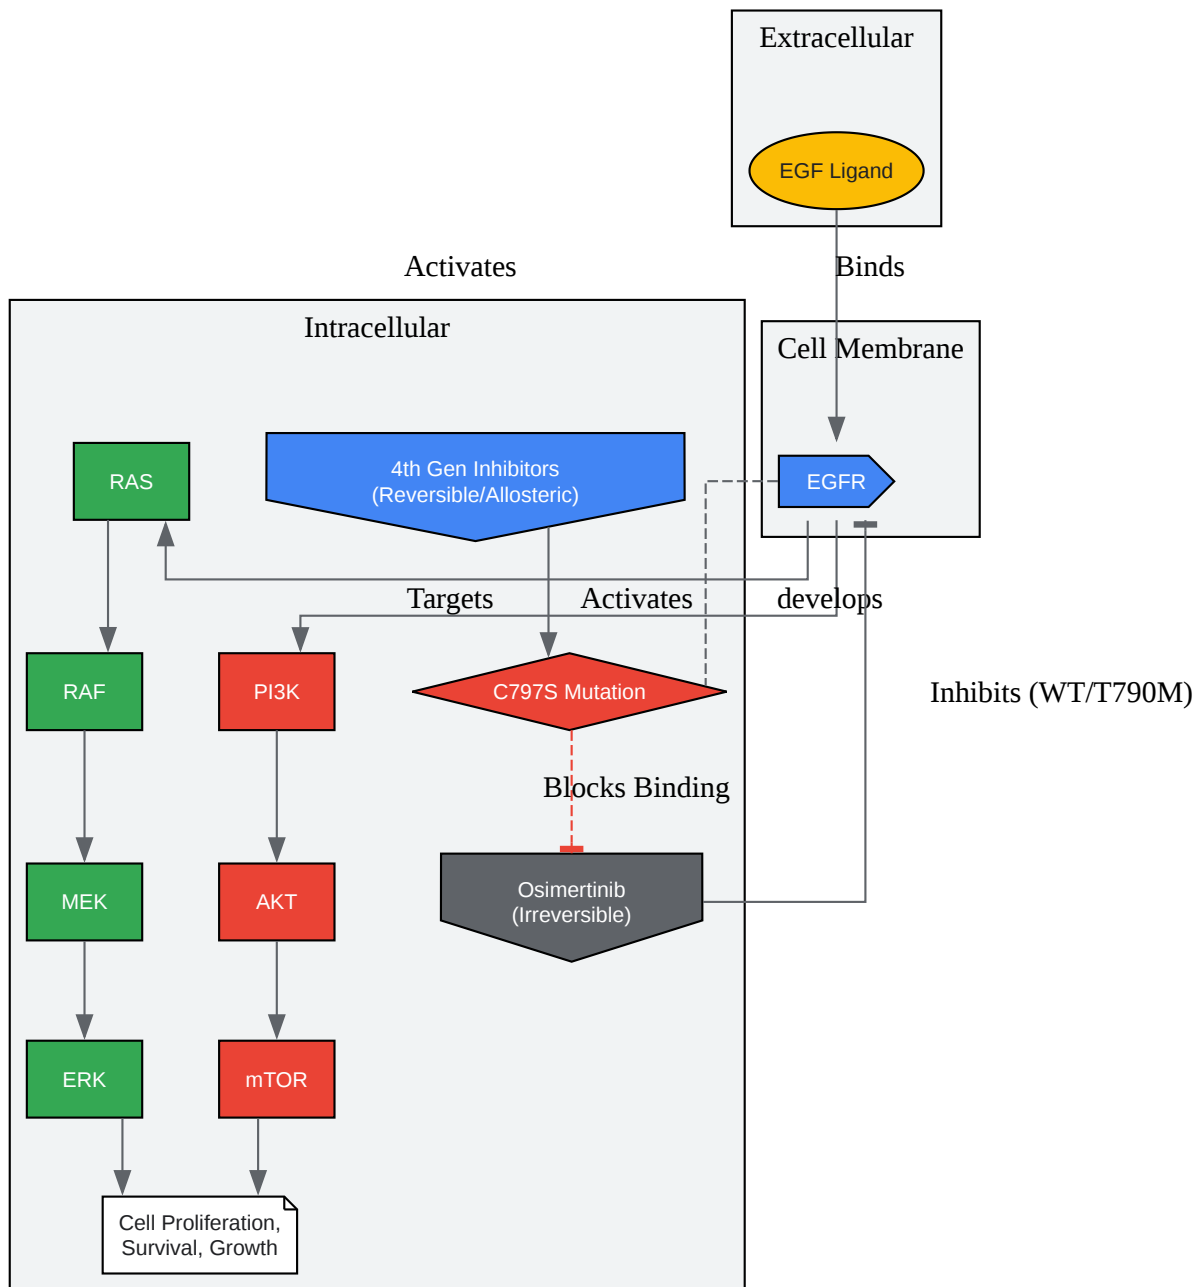 Extracellular
EGF Ligand
Activates
Binds
Intracellular
Cell Membrane
RAS
4th Gen Inhibitors
(Reversible/Allosteric)
EGFR
Targets
Activates
develops
RAF
PI3K
C797S Mutation
Inhibits (WT/T790M)
Blocks Binding
MEK
AKT
Osimertinib
(Irreversible)
ERK
mTOR
Cell Proliferation,
Survival, Growth